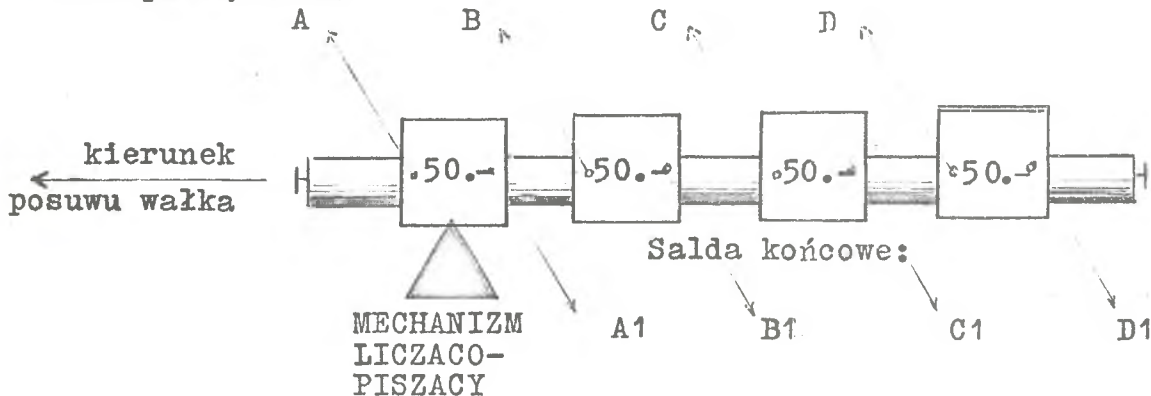 A B C D
kierunek
posuwu wałka
.50.- .50.- .50.- .50.-
Salda końcowe:
A1 B1 C1 D1
MECHANIZM
LICZACO-
PISZACY